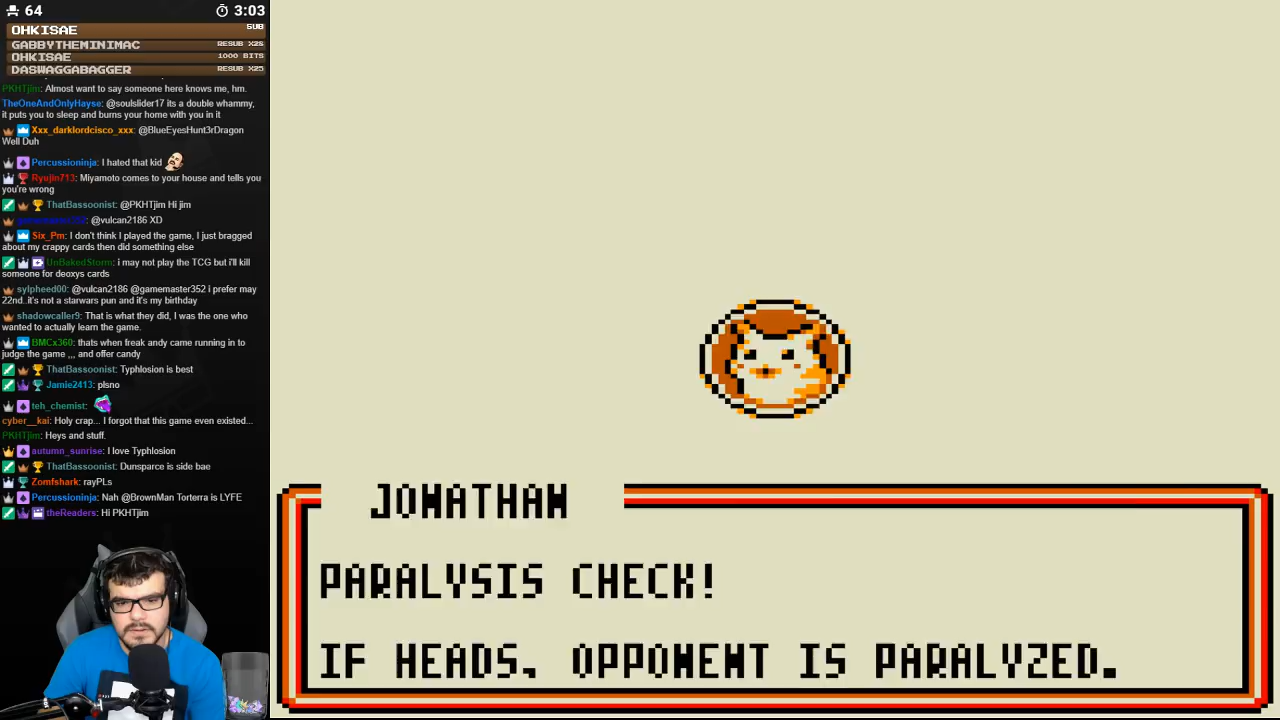 64
3:03
OHKISAE SUB
GABBYTHEMINIMAC RESUB X28
OHKISAE 1000 BITS
DASWAGGABAGGER RESUB X25
PKHTjim: Almost want to say someone here knows me, hm.
TheOneAndOnlyHayse: @soulslider17 its a double whammy,
it puts you to sleep and burns your home with you in it
Xxx_darklordcisco_xxx: @BlueEyesHunt3rDragon
Well Duh
Percussioninja: I hated that kid
Ryujin713: Miyamoto comes to your house and tells you
you're wrong
ThatBassoonist: @PKHTjim Hi jim
@vulcan2186 XD
Six_Pm: I don't think I played the game, I just bragged
about my crappy cards then did something else
UnBakedStorm: i may not play the TCG but i'll kill
someone for deoxys cards
sylpheed00: @vulcan2186 @gamemaster352 i prefer may
22nd..it's not a starwars pun and it's my birthday
shadowcaller9: That is what they did, I was the one who
wanted to actually learn the game.
BMCx360: thats when freak andy came running in to
judge the game ,,, and offer candy
ThatBassoonist: Typhlosion is best
Jamie2413: plsno
teh_chemist:
cyber__kai: Holy crap... I forgot that this game even existed...
PKHTjim: Heys and stuff.
autumn_sunrise: I love Typhlosion
ThatBassoonist: Dunsparce is side bae
Zomfshark: rayPLs
Percussioninja: Nah @BrownMan Torterra is LYFE
theReaders: Hi PKHTjim
JONATHAN
PARALYSIS CHECK!
IF HEADS, OPPONENT IS PARALYZED.